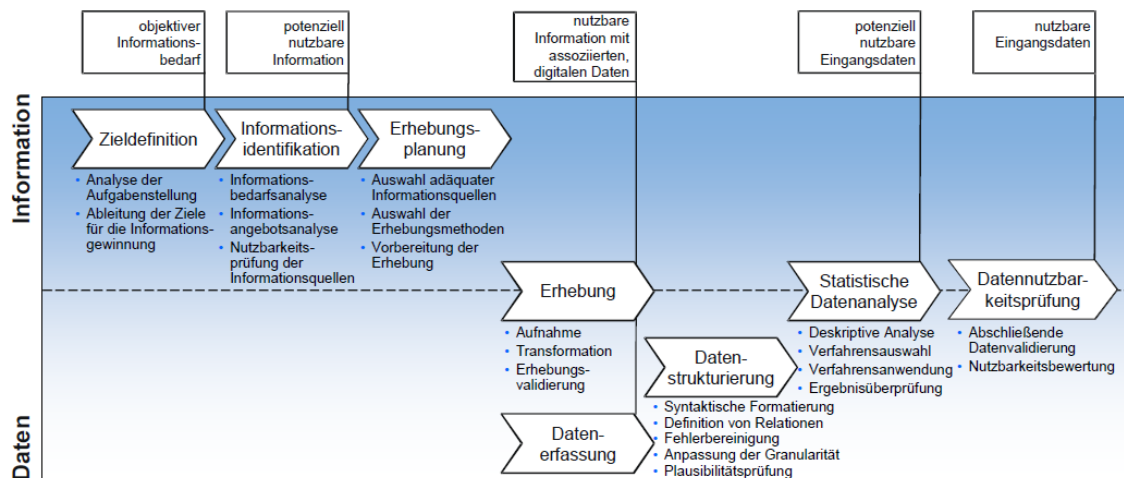 objektiver
Informations-
bedarf
potenziell
nutzbare
Information
nutzbare
Information mit
assoziierten,
digitalen Daten
potenziell
nutzbare
Eingangsdaten
nutzbare
Eingangsdaten
Information
Daten
Zieldefinition
• Analyse der
Aufgabenstellung
• Ableitung der Ziele
für die Informations-
gewinnung
Informations-
identifikation
• Informations-
bedarfsanalyse
• Informations-
angebotsanalyse
• Nutzbarkeits-
prüfung der
Informationsquellen
Erhebungs-
planung
• Auswahl adäquater
Informationsquellen
• Auswahl der
Erhebungsmethoden
• Vorbereitung der
Erhebung
Erhebung
• Aufnahme
• Transformation
• Erhebungs-
validierung
Daten-
erfassung
Daten-
strukturierung
• Syntaktische Formatierung
• Definition von Relationen
• Fehlerbereinigung
• Anpassung der Granularität
• Plausibilitätsprüfung
Statistische
Datenanalyse
• Deskriptive Analyse
• Verfahrensauswahl
• Verfahrensanwendung
• Ergebnisüberprüfung
Datennutzbar-
keitsprüfung
• Abschließende
Datenvalidierung
• Nutzbarkeitsbewertung